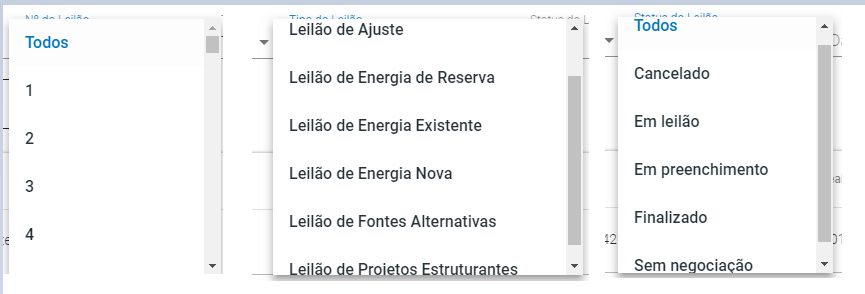 Nº do Leilão
Todos
1
2
3
4
Tipo de Leilão
Leilão de Ajuste
Leilão de Energia de Reserva
Leilão de Energia Existente
Leilão de Energia Nova
Leilão de Fontes Alternativas
Leilão de Projetos Estruturantes
Status do L
Status do Leilão
Todos
Cancelado
Em leilão
Em preenchimento
Finalizado
Sem negociação
42
01